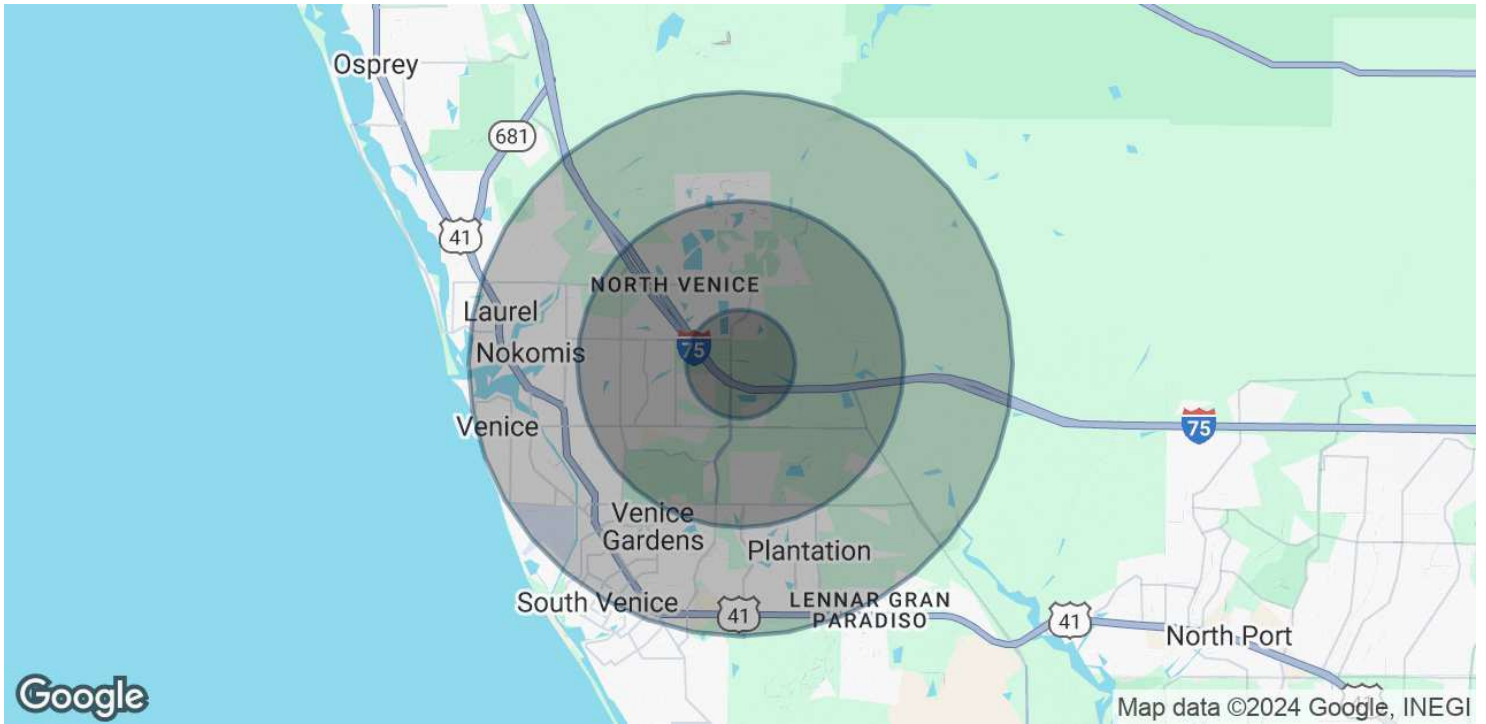 Osprey
681
41
NORTH VENICE
Laurel
Nokomis
75
Venice
75
Venice
Gardens
Plantation
South Venice
41
LENNAR GRAN
PARADISO
41
North Port
41
Google
Map data ©2024 Google, INEGI